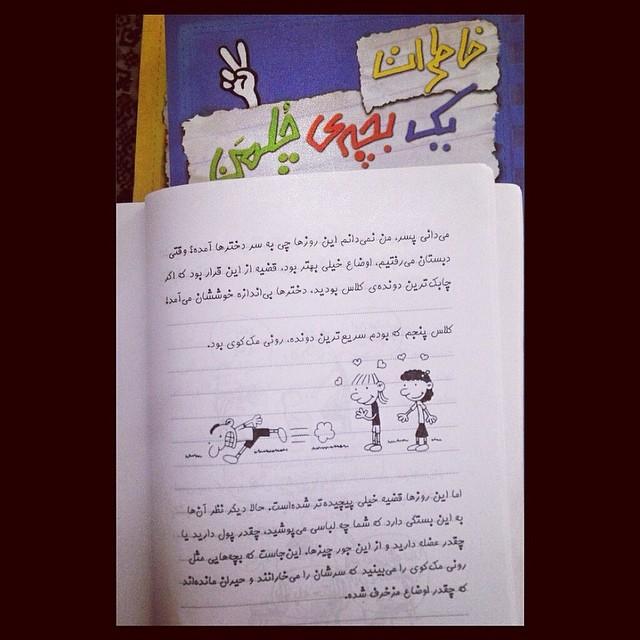 خاطرات
یک بچه‌ی چُلمَن
می‌دانی پسر، من نمی‌دانم این روزها چی به سر دخترها آمده! وقتی
دبستان می‌رفتیم، اوضاع خیلی بهتر بود، قضیه از این قرار بود که اگر
چابک‌ترین دونده‌ی کلاس بودید، دخترها بی‌اندازه خوششان می‌آمد!
کلاس پنجم که بودم سریع‌ترین دونده، رونی مک‌کوی بود.
اما این روزها قضیه خیلی پیچیده‌تر شده‌است. حالا دیگر نظر آن‌ها
به این بستگی دارد که شما چه لباسی می‌پوشید، چقدر پول دارید یا
چقدر عضله دارید و از این جور چیزها. این‌جاست که بچه‌هایی مثل
رونی مک‌کوی را می‌بینید که سرشان را می‌خارانند و حیران مانده‌اند
که چقدر اوضاع مزخرف شده.